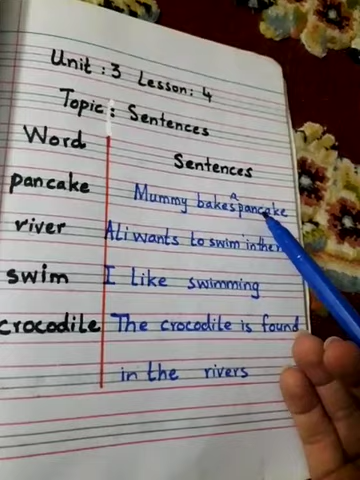 Unit : 3 Lesson : 4
Topic : Sentences
Word Sentences
pancake Mummy bakes a pancake
river Ali wants to swim in the
swim I like swimming
crocodile The crocodile is found
in the rivers